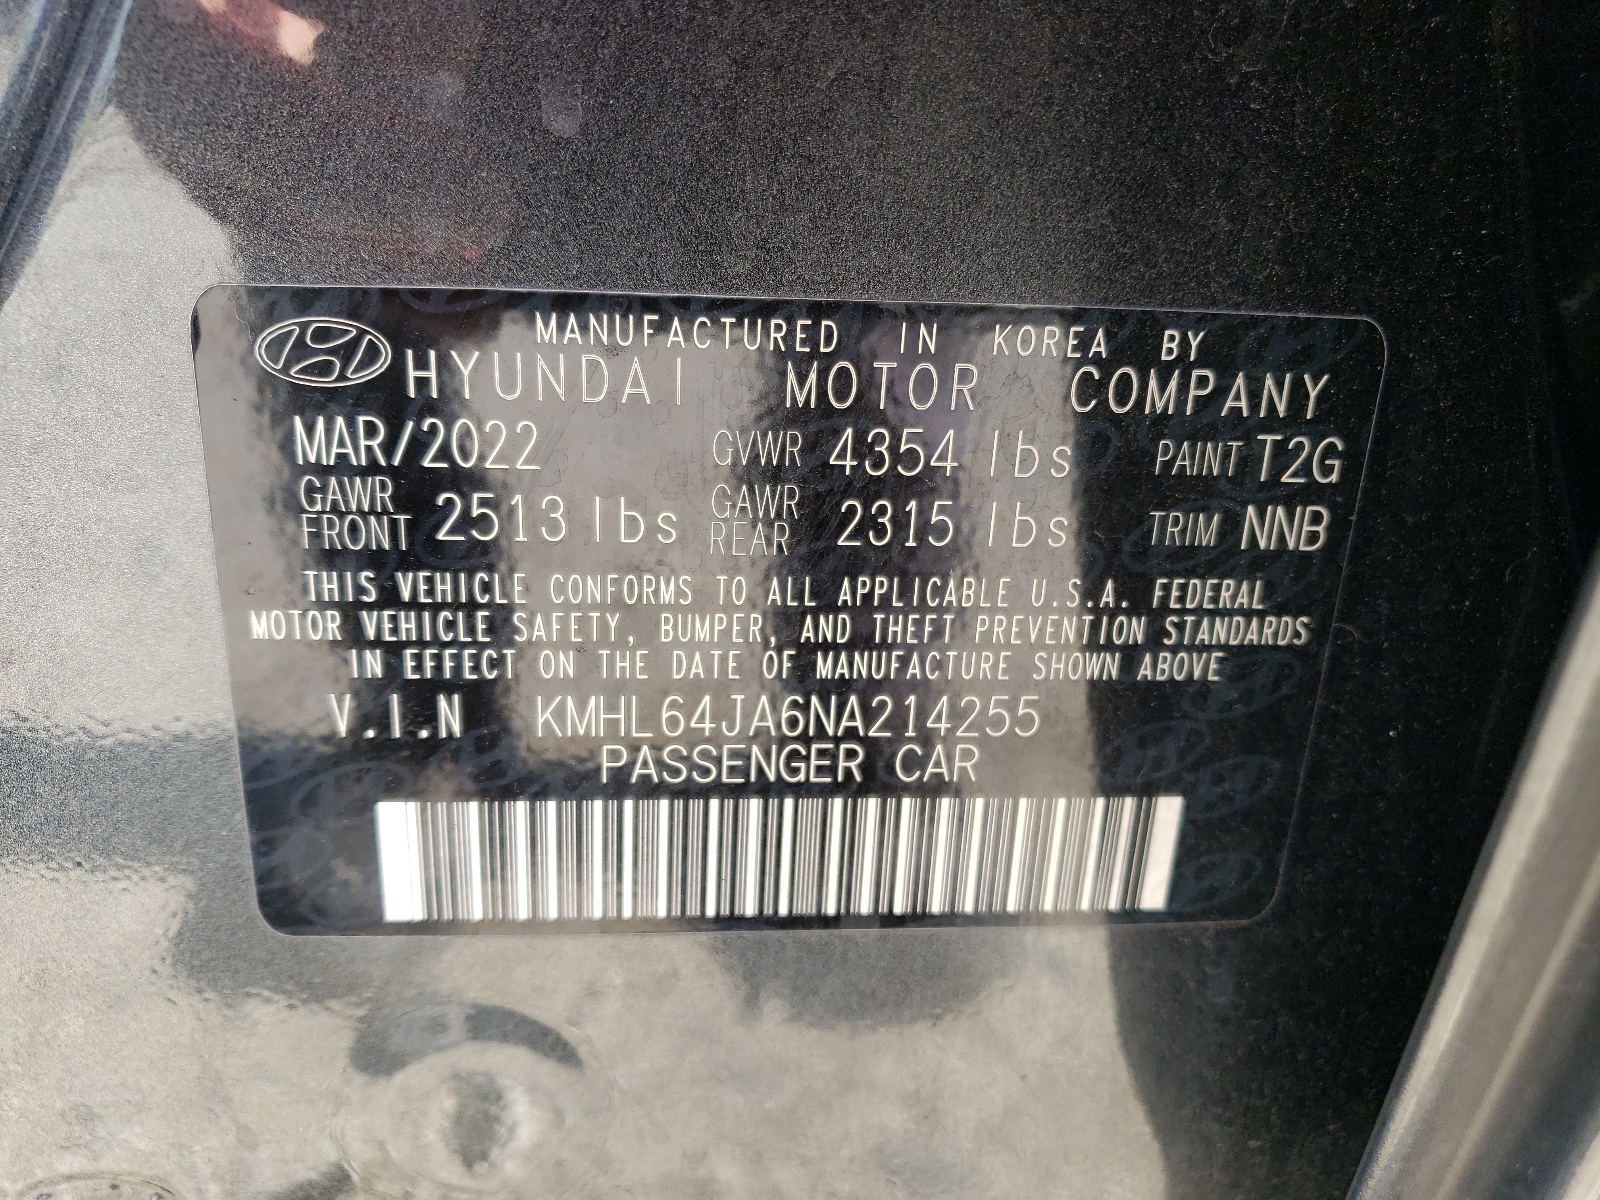 MANUFACTURED IN KOREA BY
HYUNDAI MOTOR COMPANY
MAR/2022 GVWR 4354 lbs PAINT T2G
GAWR FRONT 2513 lbs GAWR REAR 2315 lbs TRIM NNB
THIS VEHICLE CONFORMS TO ALL APPLICABLE U.S.A. FEDERAL
MOTOR VEHICLE SAFETY, BUMPER, AND THEFT PREVENTION STANDARDS
IN EFFECT ON THE DATE OF MANUFACTURE SHOWN ABOVE
V.I.N KMHL64JA6NA214255
PASSENGER CAR